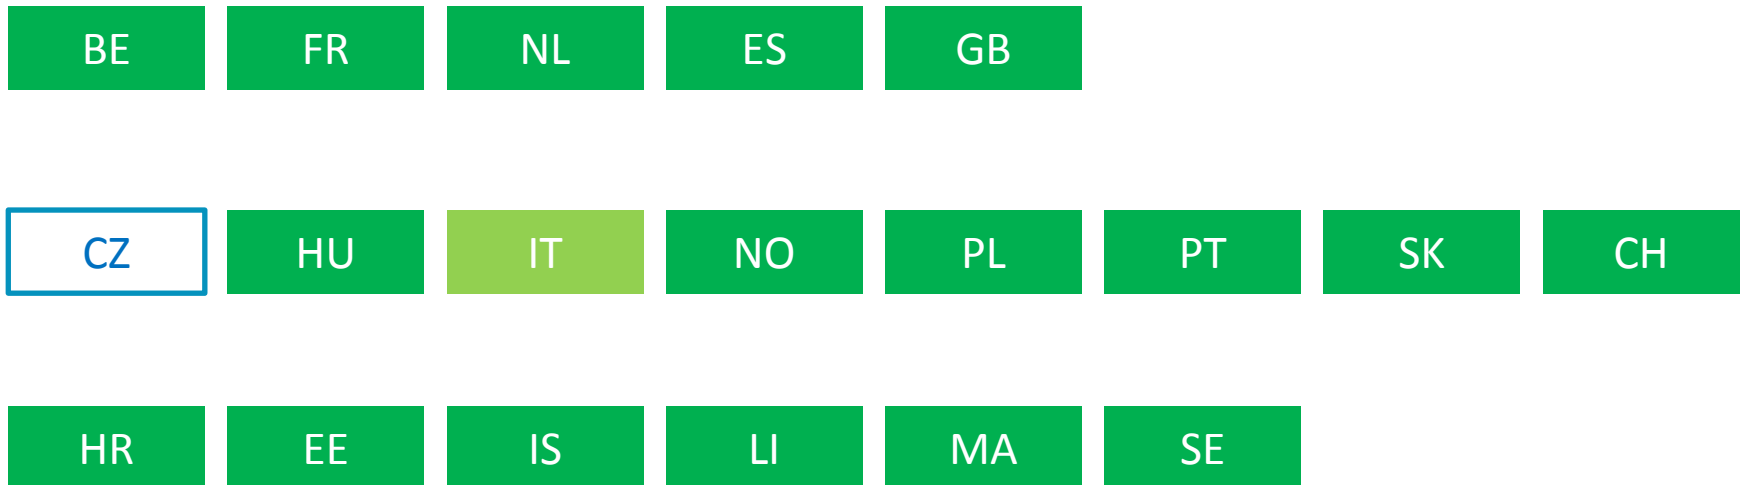 BE FR NL ES GB
CZ HU IT NO PL PT SK CH
HR EE IS LI MA SE